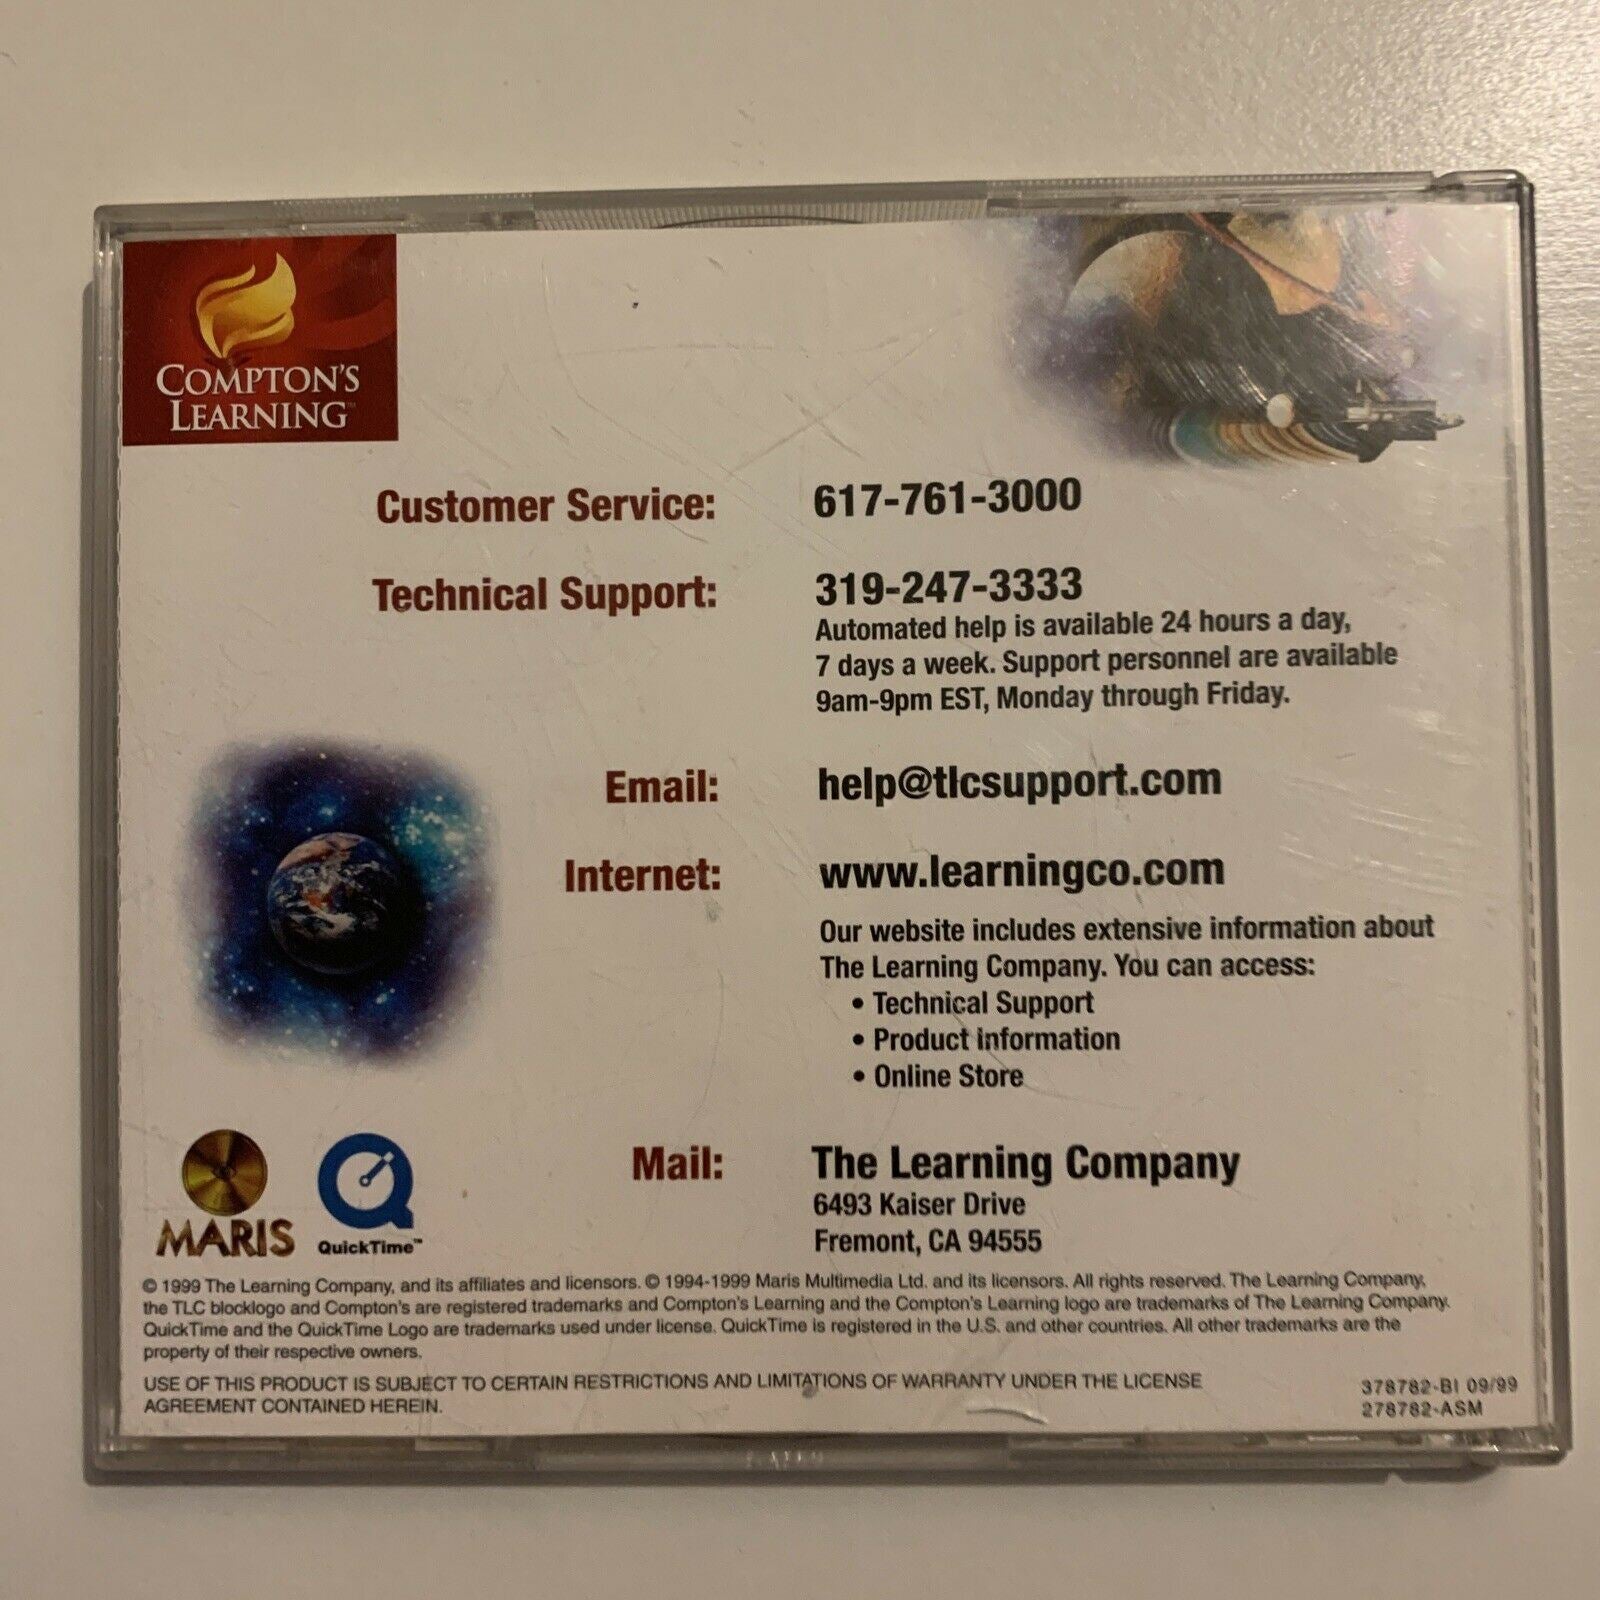 COMPTON'S
LEARNING™
Customer Service: 617-761-3000
Technical Support: 319-247-3333
Automated help is available 24 hours a day,
7 days a week. Support personnel are available
9am-9pm EST, Monday through Friday.
Email: help@tlcsupport.com
Internet: www.learningco.com
Our website includes extensive information about
The Learning Company. You can access:
• Technical Support
• Product Information
• Online Store
Mail: The Learning Company
6493 Kaiser Drive
Fremont, CA 94555
MARIS
QuickTime™
© 1999 The Learning Company, and its affiliates and licensors. © 1994-1999 Maris Multimedia Ltd. and its licensors. All rights reserved. The Learning Company,
the TLC blocklogo and Compton's are registered trademarks and Compton's Learning and the Compton's Learning logo are trademarks of The Learning Company.
QuickTime and the QuickTime Logo are trademarks used under license. QuickTime is registered in the U.S. and other countries. All other trademarks are the
property of their respective owners.
USE OF THIS PRODUCT IS SUBJECT TO CERTAIN RESTRICTIONS AND LIMITATIONS OF WARRANTY UNDER THE LICENSE
AGREEMENT CONTAINED HEREIN.
378782-BI 09/99
278782-ASM